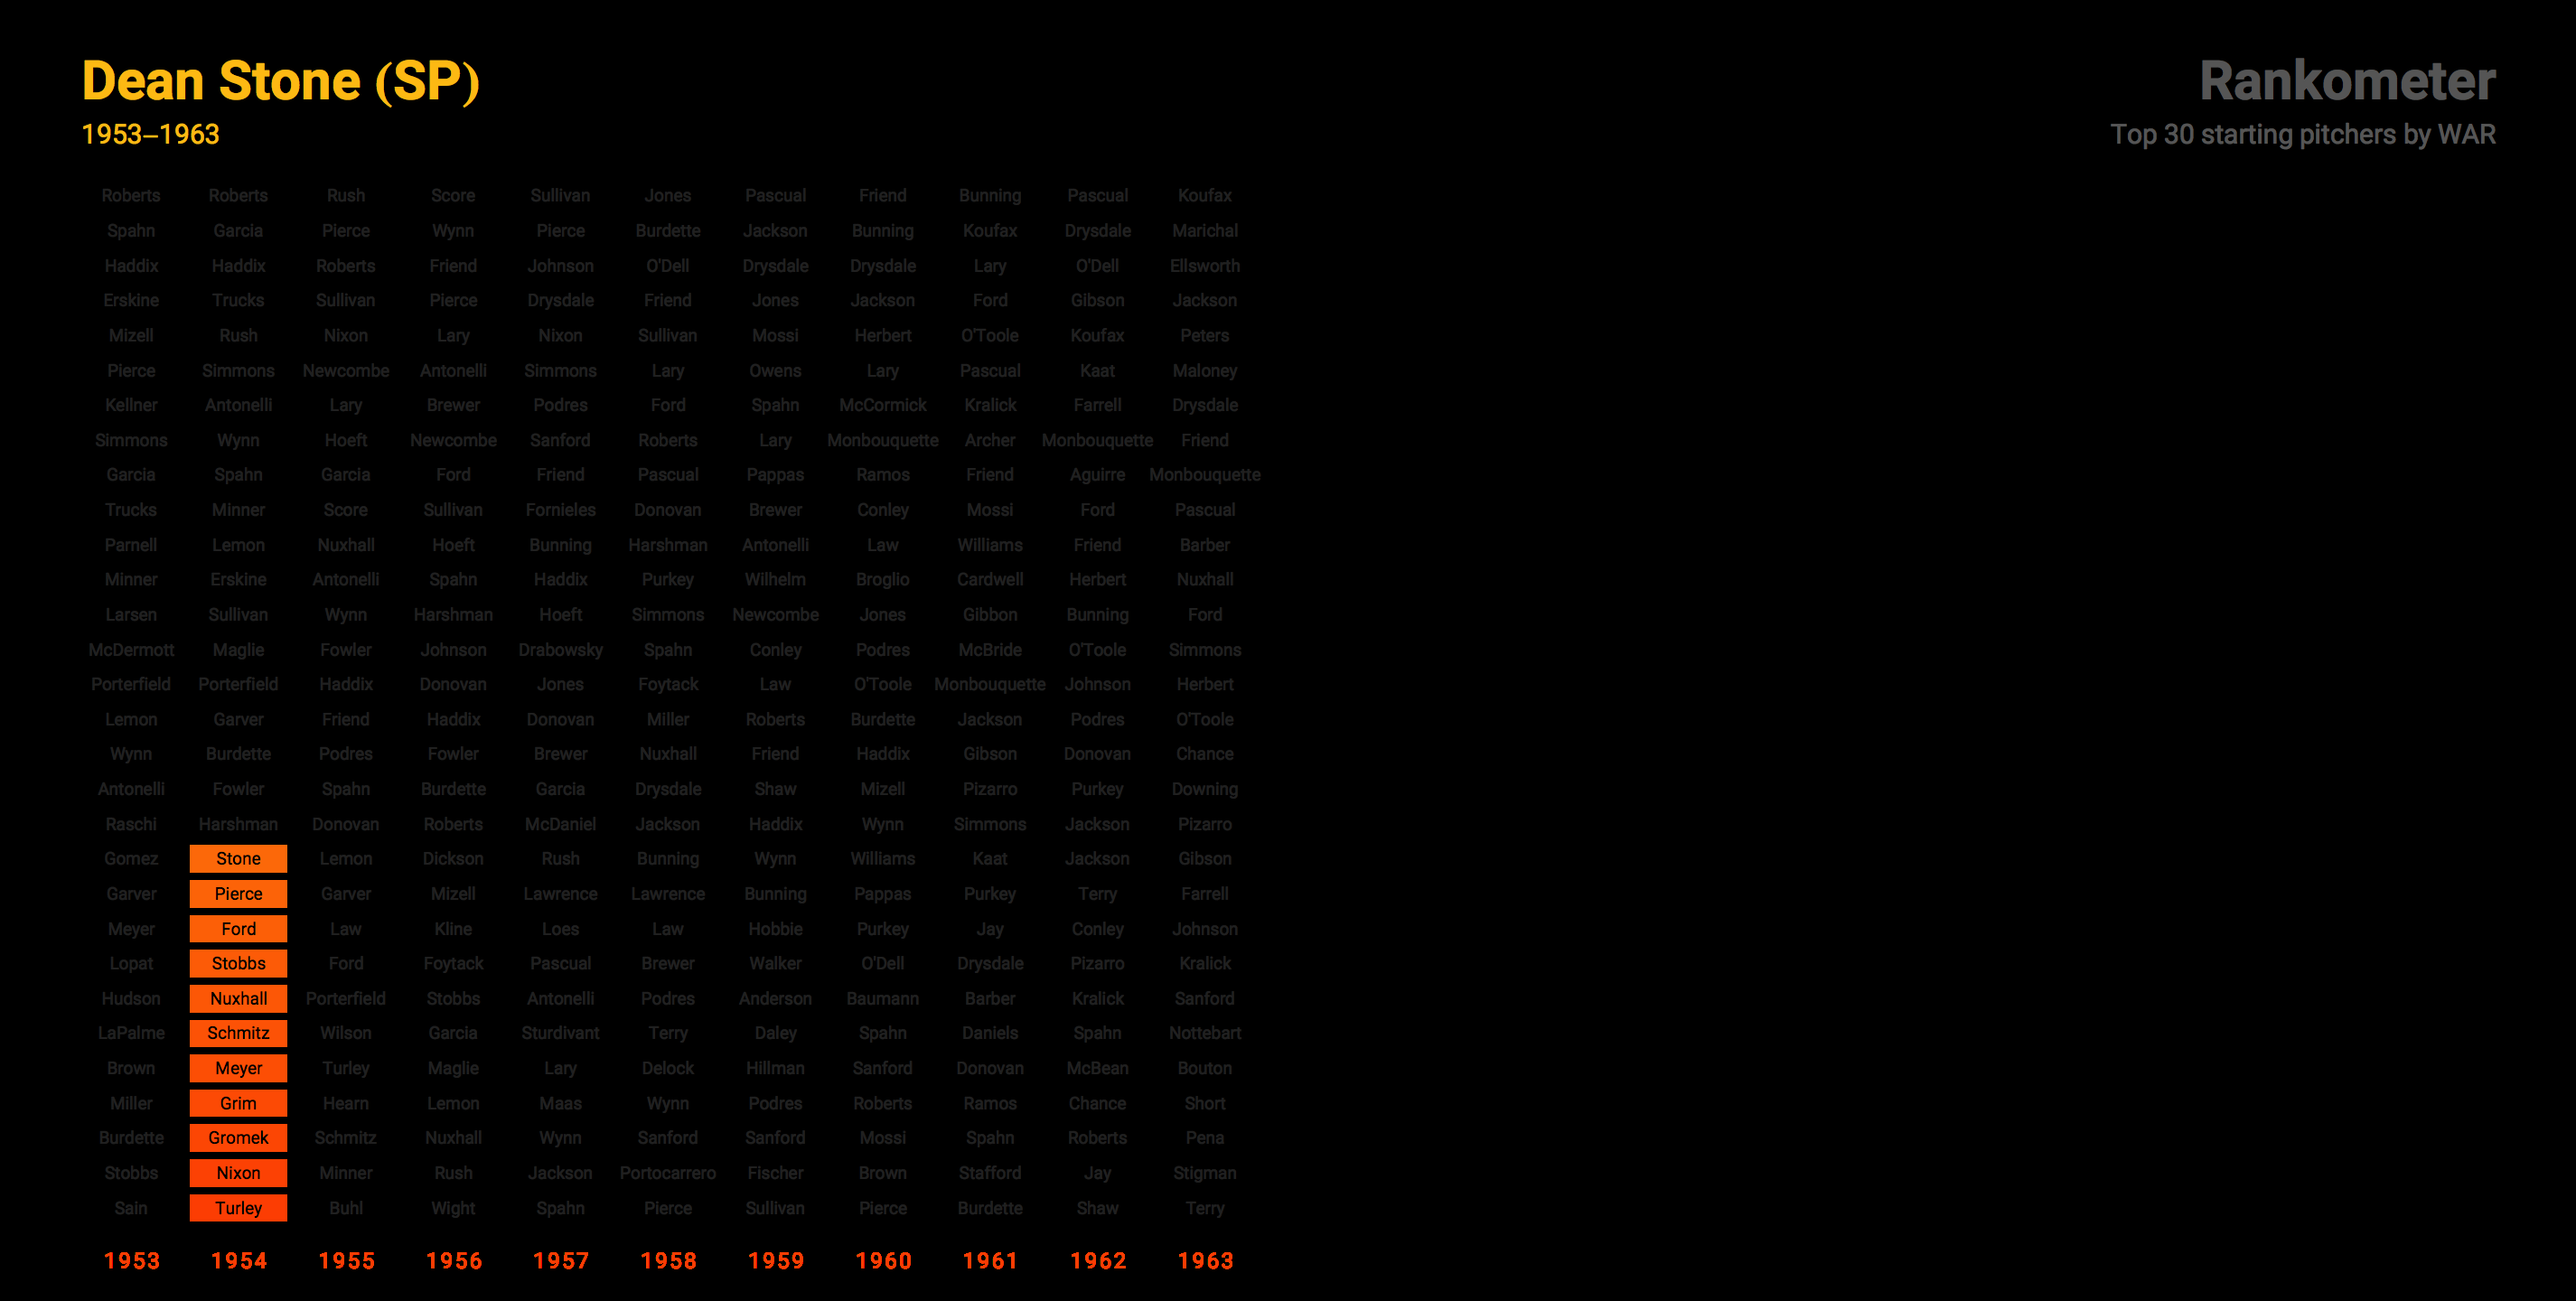 Dean Stone (SP)
1953–1963
Rankometer
Top 30 starting pitchers by WAR
Roberts Roberts Rush Score Sullivan Jones Pascual Friend Bunning Pascual Koufax
Spahn Garcia Pierce Wynn Pierce Burdette Jackson Bunning Koufax Drysdale Marichal
Haddix Haddix Roberts Friend Johnson O'Dell Drysdale Drysdale Lary O'Dell Ellsworth
Erskine Trucks Sullivan Pierce Drysdale Friend Jones Jackson Ford Gibson Jackson
Mizell Rush Nixon Lary Nixon Sullivan Mossi Herbert O'Toole Koufax Peters
Pierce Simmons Newcombe Antonelli Simmons Lary Owens Lary Pascual Kaat Maloney
Kellner Antonelli Lary Brewer Podres Ford Spahn McCormick Kralick Farrell Drysdale
Simmons Wynn Hoeft Newcombe Sanford Roberts Lary Monbouquette Archer Monbouquette Friend
Garcia Spahn Garcia Ford Friend Pascual Pappas Ramos Friend Aguirre Monbouquette
Trucks Minner Score Sullivan Fornieles Donovan Brewer Conley Mossi Ford Pascual
Parnell Lemon Nuxhall Hoeft Bunning Harshman Antonelli Law Williams Friend Barber
Minner Erskine Antonelli Spahn Haddix Purkey Wilhelm Broglio Cardwell Herbert Nuxhall
Larsen Sullivan Wynn Harshman Hoeft Simmons Newcombe Jones Gibbon Bunning Ford
McDermott Maglie Fowler Johnson Drabowsky Spahn Conley Podres McBride O'Toole Simmons
Porterfield Porterfield Haddix Donovan Jones Foytack Law O'Toole Monbouquette Johnson Herbert
Lemon Garver Friend Haddix Donovan Miller Roberts Burdette Jackson Podres O'Toole
Wynn Burdette Podres Fowler Brewer Nuxhall Friend Haddix Gibson Donovan Chance
Antonelli Fowler Spahn Burdette Garcia Drysdale Shaw Mizell Pizarro Purkey Downing
Raschi Harshman Donovan Roberts McDaniel Jackson Haddix Wynn Simmons Jackson Pizarro
Gomez Stone Lemon Dickson Rush Bunning Wynn Williams Kaat Jackson Gibson
Garver Pierce Garver Mizell Lawrence Lawrence Bunning Pappas Purkey Terry Farrell
Meyer Ford Law Kline Loes Law Hobbie Purkey Jay Conley Johnson
Lopat Stobbs Ford Foytack Pascual Brewer Walker O'Dell Drysdale Pizarro Kralick
Hudson Nuxhall Porterfield Stobbs Antonelli Podres Anderson Baumann Barber Kralick Sanford
LaPalme Schmitz Wilson Garcia Sturdivant Terry Daley Spahn Daniels Spahn Nottebart
Brown Meyer Turley Maglie Lary Delock Hillman Sanford Donovan McBean Bouton
Miller Grim Hearn Lemon Maas Wynn Podres Roberts Ramos Chance Short
Burdette Gromek Schmitz Nuxhall Wynn Sanford Sanford Mossi Spahn Roberts Pena
Stobbs Nixon Minner Rush Jackson Portocarrero Fischer Brown Stafford Jay Stigman
Sain Turley Buhl Wight Spahn Pierce Sullivan Pierce Burdette Shaw Terry
1953 1954 1955 1956 1957 1958 1959 1960 1961 1962 1963